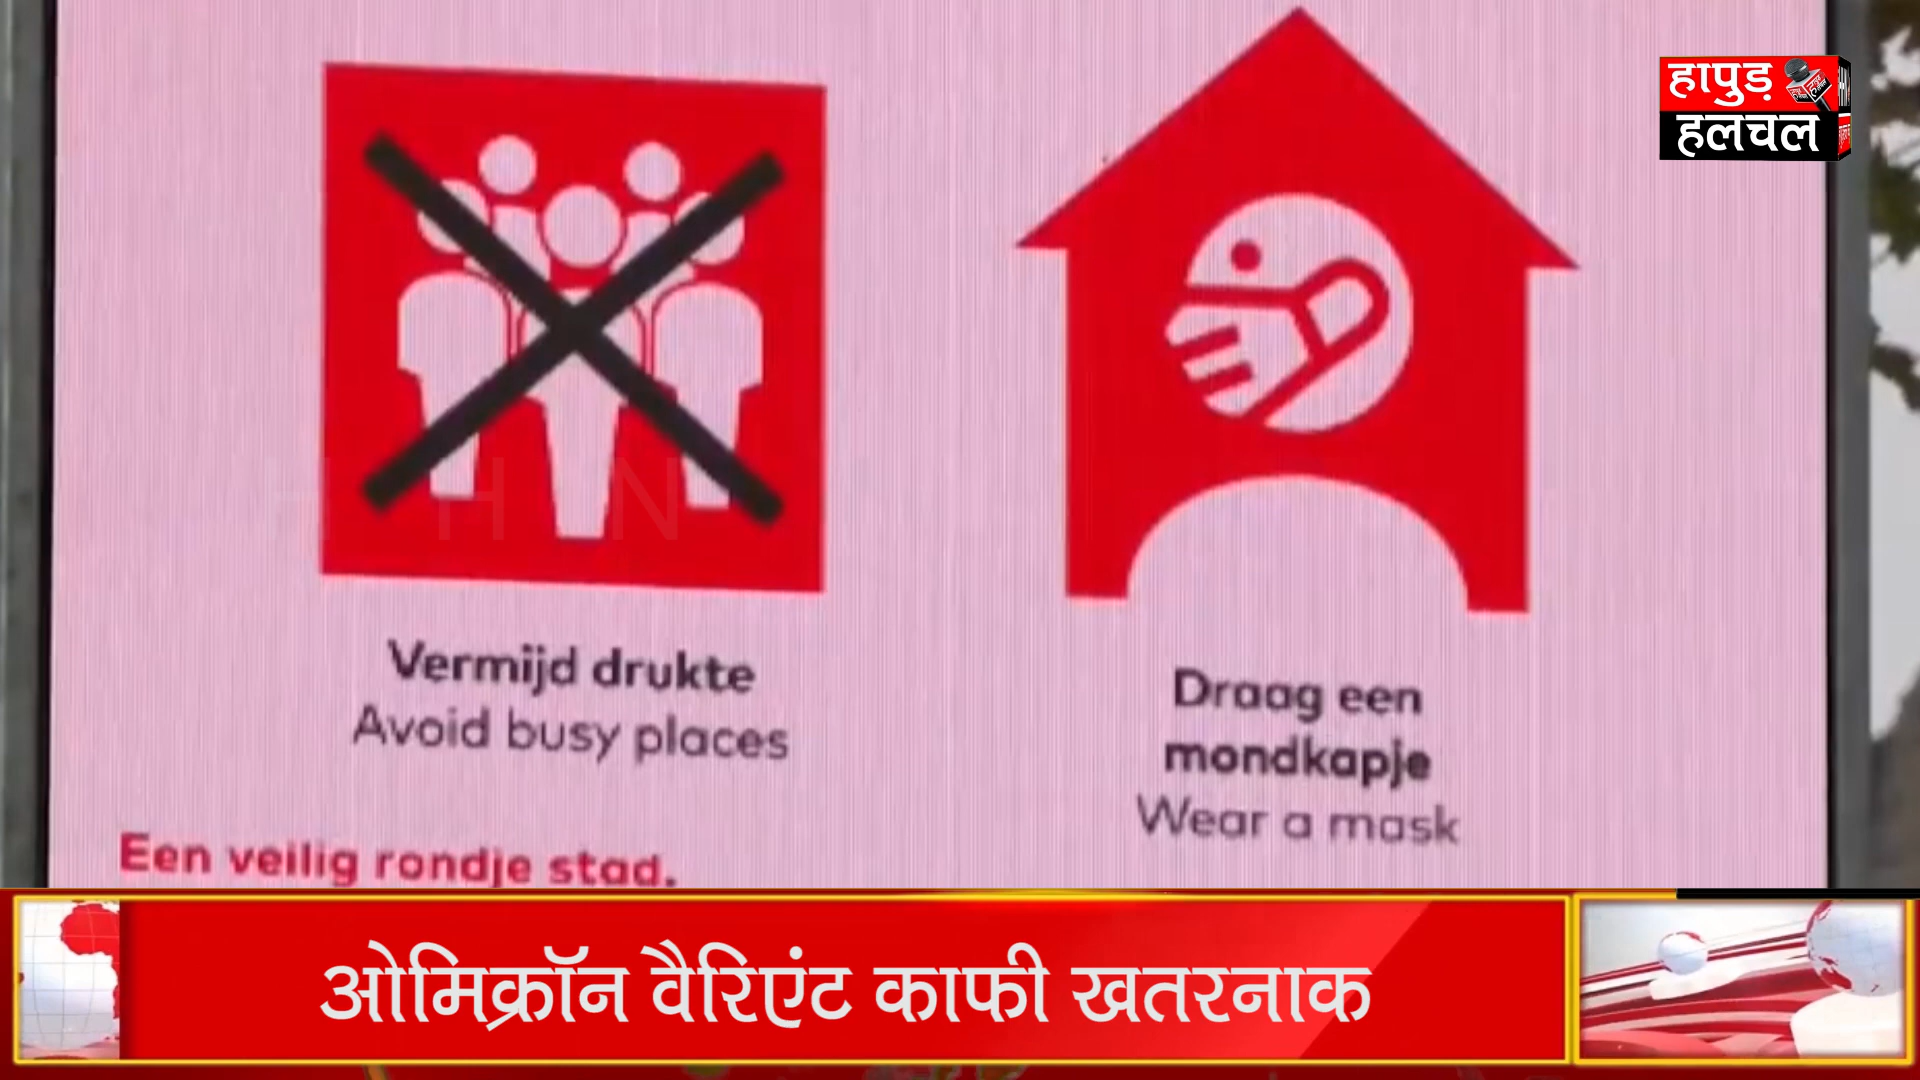 हापुड़
हलचल
H H N
Vermijd drukte
Avoid busy places
Draag een
mondkapje
Wear a mask
Een veilig rondje stad.
ओमिक्रॉन वैरिएंट काफी खतरनाक